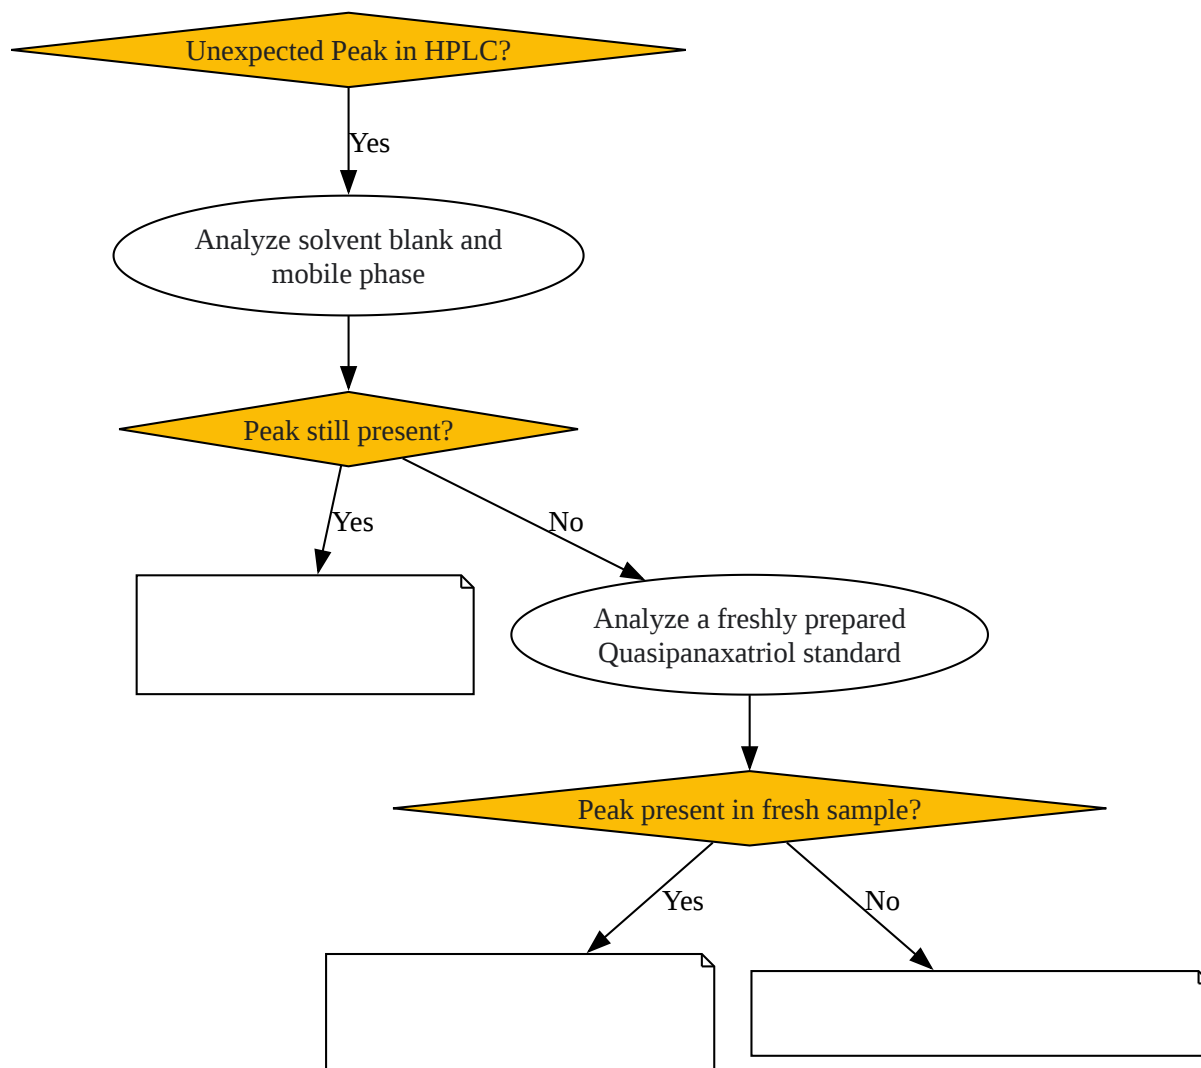 Unexpected Peak in HPLC?
Yes
Analyze solvent blank and
mobile phase
Peak still present?
Yes
No
Analyze a freshly prepared
Quasipanaxatriol standard
Peak present in fresh sample?
Yes
No